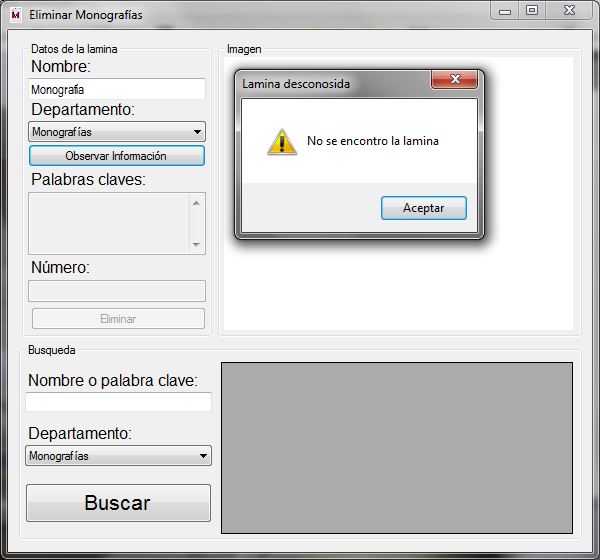 Eliminar Monografías
Datos de la lamina
Nombre:
Monografia
Departamento:
Monografías
Observar Información
Palabras claves:
Número:
Eliminar
Imagen
Lamina desconosida
No se encontro la lamina
Aceptar
Busqueda
Nombre o palabra clave:
Departamento:
Monografías
Buscar